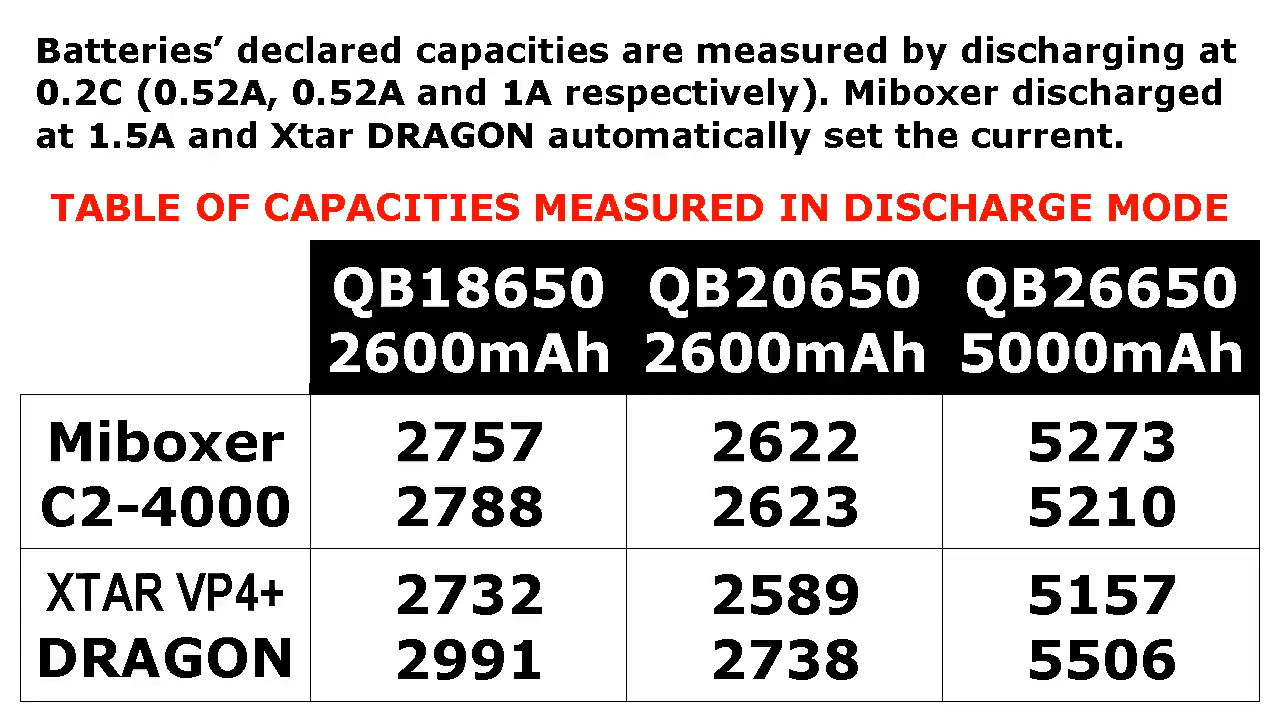 Batteries’ declared capacities are measured by discharging at
0.2C (0.52A, 0.52A and 1A respectively). Miboxer discharged
at 1.5A and Xtar DRAGON automatically set the current.
TABLE OF CAPACITIES MEASURED IN DISCHARGE MODE
QB18650 QB20650 QB26650
2600mAh 2600mAh 5000mAh
Miboxer 2757 2622 5273
C2-4000 2788 2623 5210
XTAR VP4+ 2732 2589 5157
DRAGON 2991 2738 5506